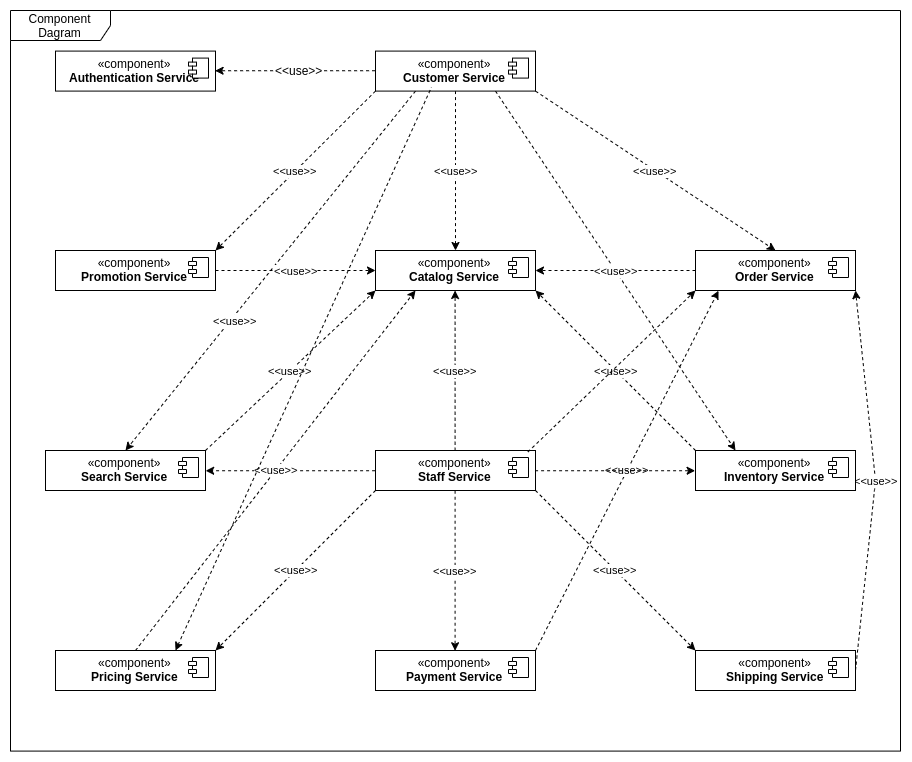 Component
Dagram
«component»
Authentication Service
<<use>>
«component»
Customer Service
<<use>>
<<use>>
<<use>>
«component»
Promotion Service
<<use>>
«component»
Catalog Service
<<use>>
«component»
Order Service
<<use>>
<<use>>
<<use>>
<<use>>
«component»
Search Service
<<use>>
«component»
Staff Service
<<use>>
«component»
Inventory Service
<<use>>
<<use>>
<<use>>
<<use>>
«component»
Pricing Service
«component»
Payment Service
«component»
Shipping Service